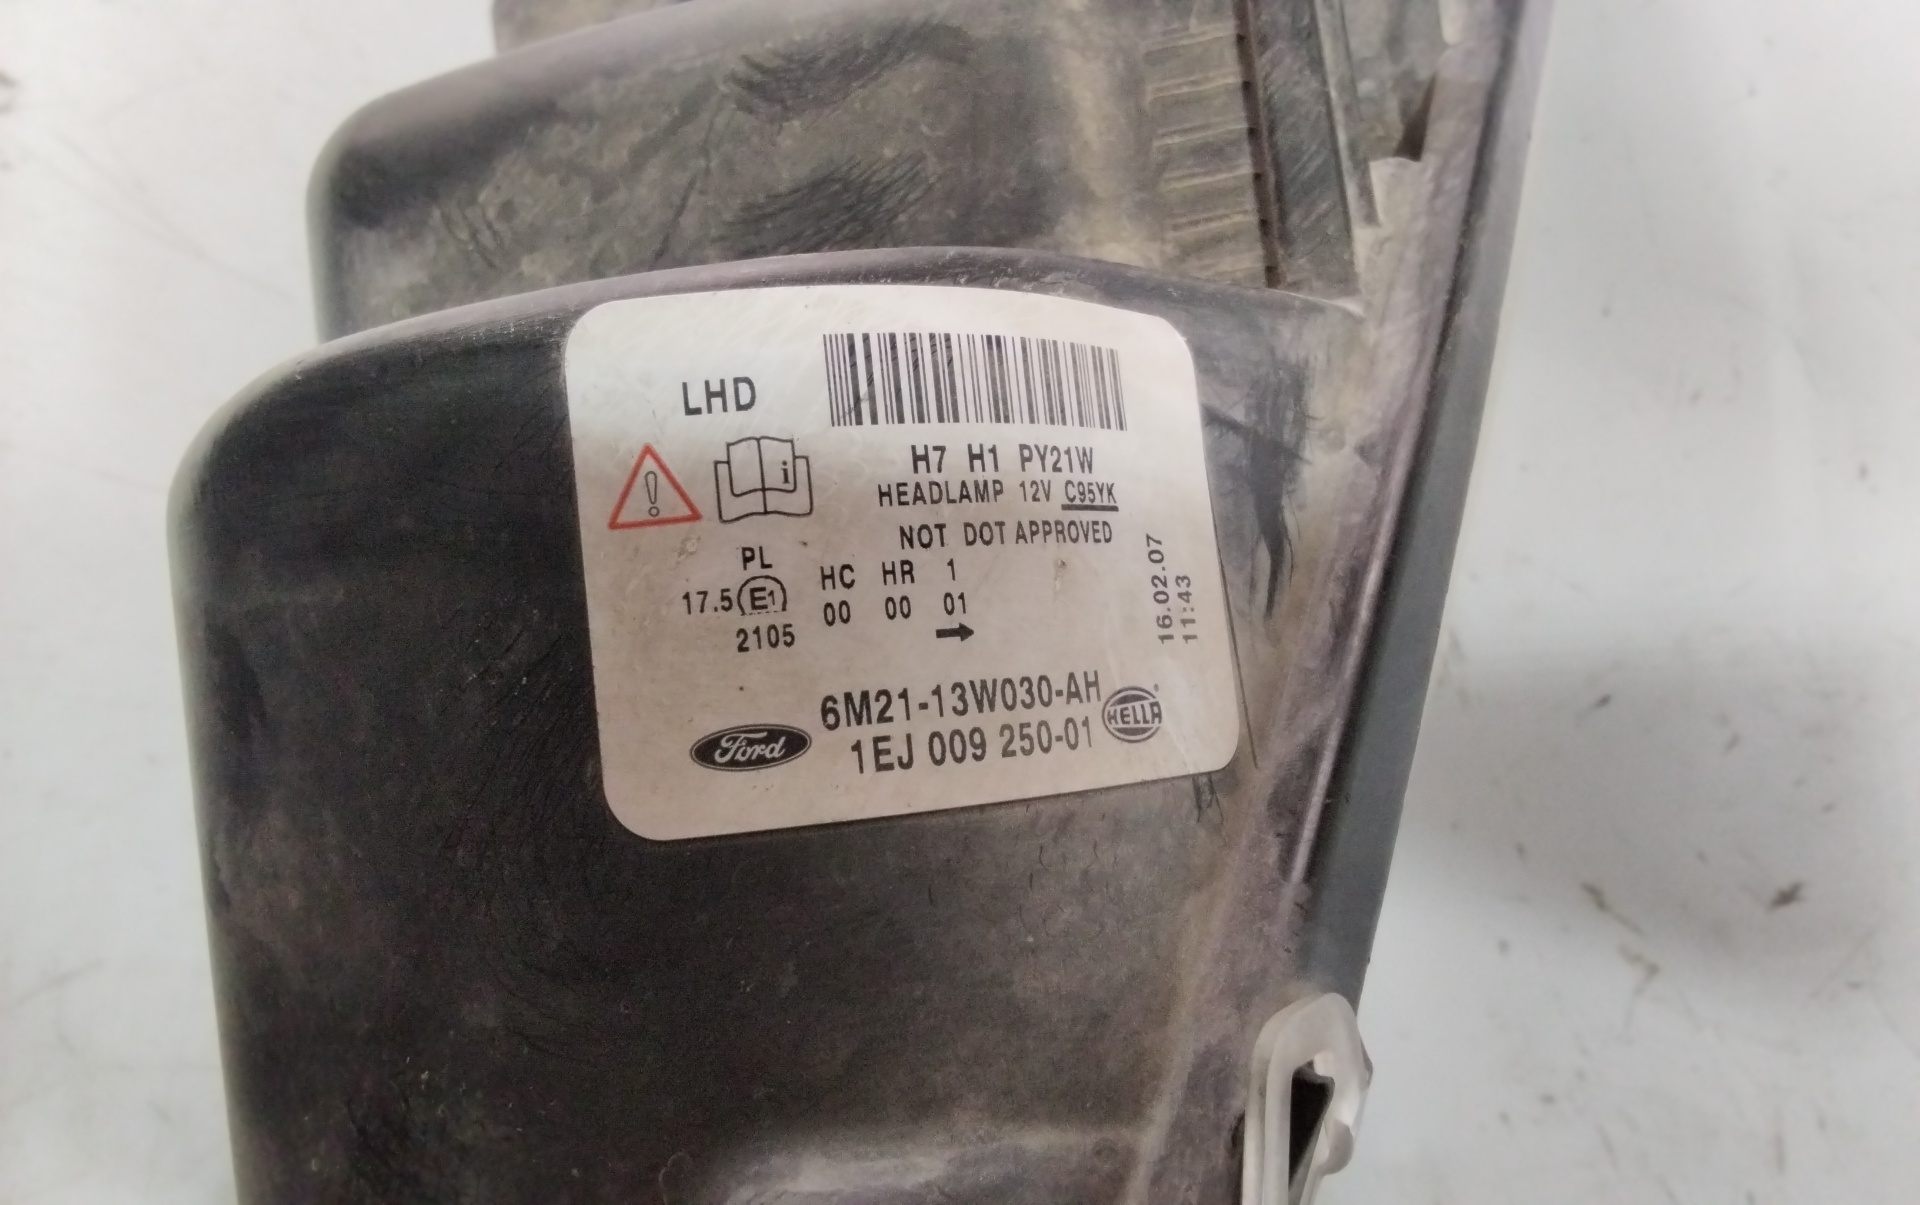 LHD
H7 H1 PY21W
HEADLAMP 12V C95YK
NOT DOT APPROVED
PL HC HR 1
17.5 E1 00 00 01
2105
16.02.07
11:43
6M21-13W030-AH
Ford 1EJ 009 250-01 HELLA